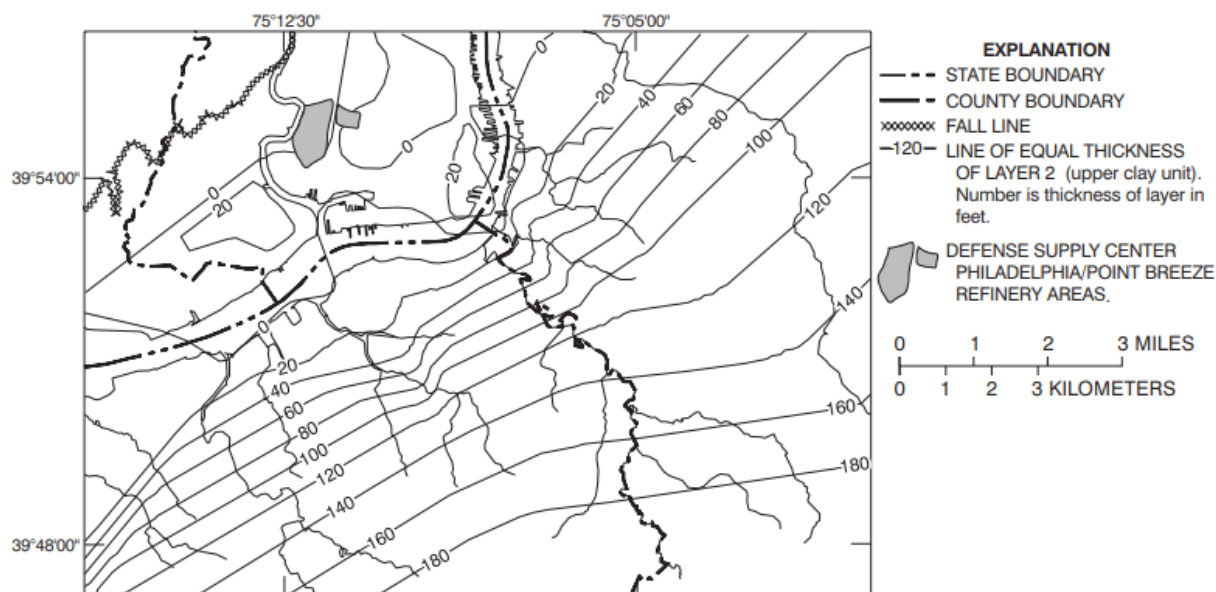 75°12'30"
75°05'00"
39°54'00"
39°48'00"
0
20
40
60
80
100
0
20
0
20
120
140
0
20
40
60
80
100
120
140
160
180
160
180
EXPLANATION
STATE BOUNDARY
COUNTY BOUNDARY
FALL LINE
120
LINE OF EQUAL THICKNESS
OF LAYER 2 (upper clay unit).
Number is thickness of layer in
feet.
DEFENSE SUPPLY CENTER
PHILADELPHIA/POINT BREEZE
REFINERY AREAS.
0 1 2 3 MILES
0 1 2 3 KILOMETERS